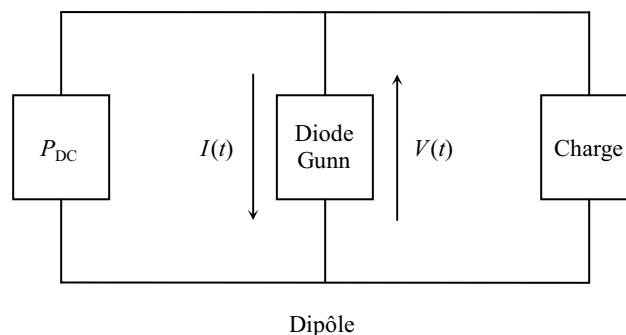 P_DC
I(t)
Diode
Gunn
V(t)
Charge
Dipôle